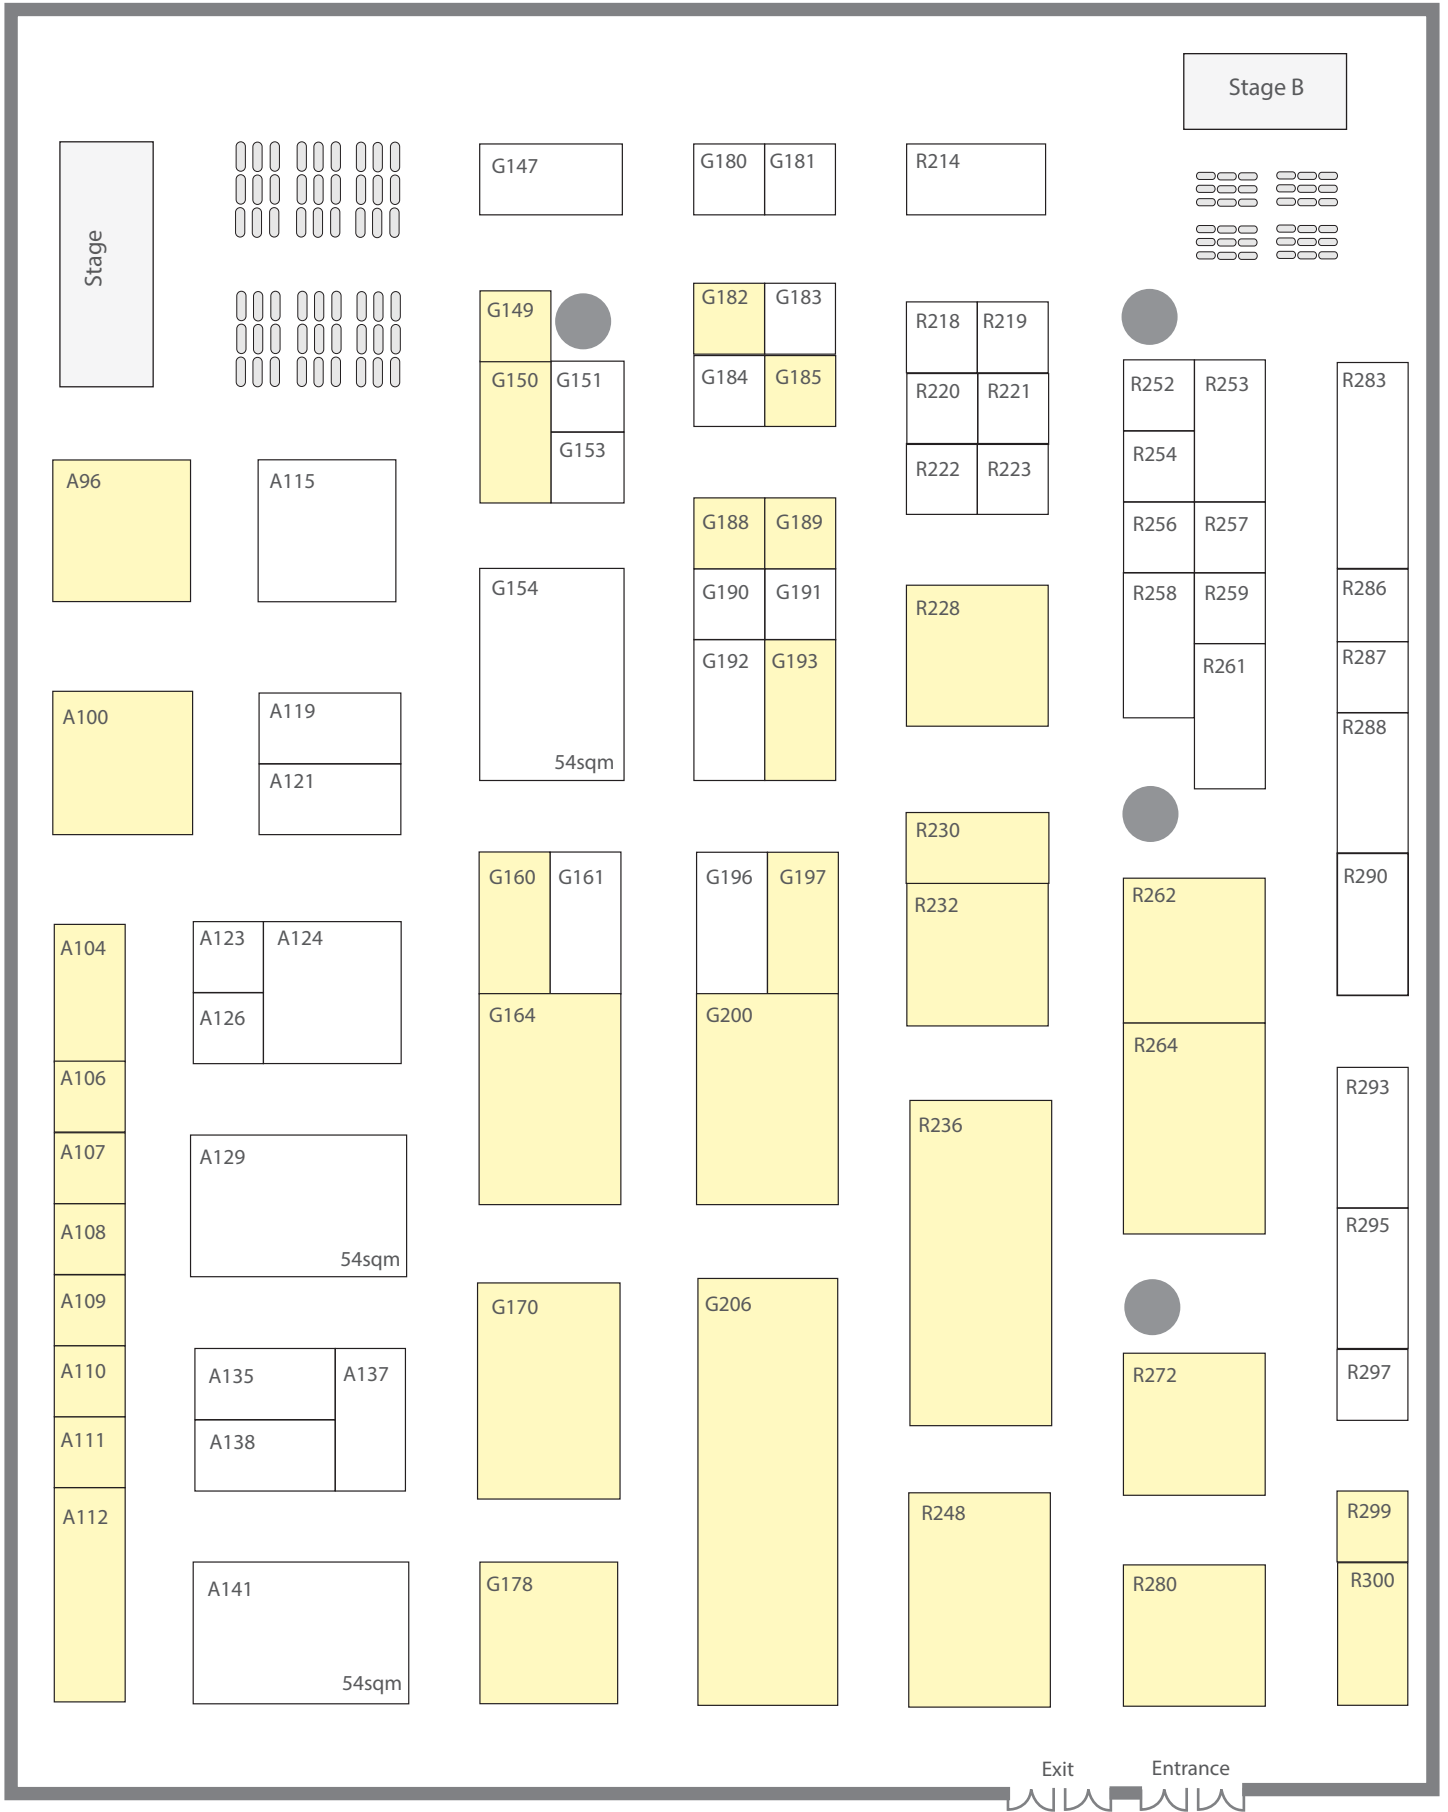 Stage B
Stage
G147
G180
G181
R214
G149
G182
G183
R218
R219
G150
G151
G184
G185
R220
R221
R252
R253
R283
G153
R254
R222
R223
A96
A115
G188
G189
R256
R257
G154
G190
G191
R228
R258
R259
R286
G192
G193
R261
R287
A100
A119
R288
54sqm
A121
R230
G160
G161
G196
G197
R232
R262
R290
A104
A123
A124
A126
G164
G200
R264
A106
R293
R236
A107
A129
A108
54sqm
R295
A109
G170
G206
A110
A135
A137
R272
R297
A111
A138
A112
R248
R299
A141
G178
R280
R300
54sqm
Exit
Entrance